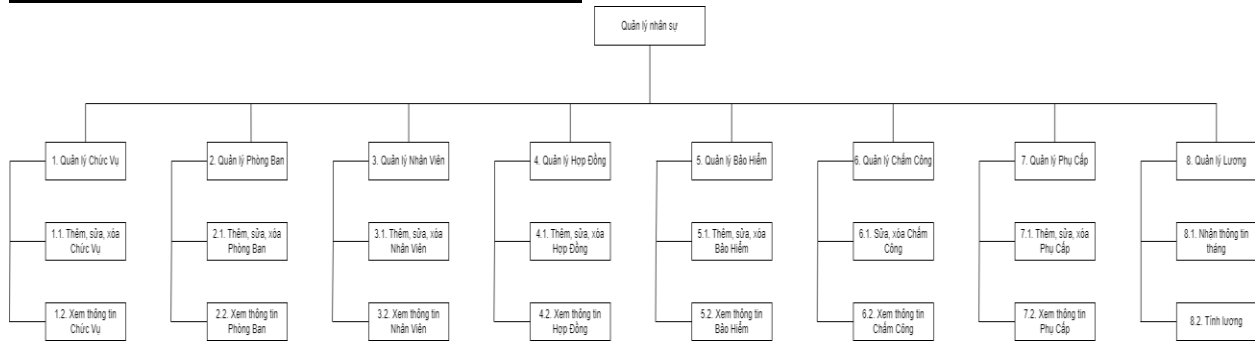 Quản lý nhân sự
1. Quản lý Chức Vụ
2. Quản lý Phòng Ban
3. Quản lý Nhân Viên
4. Quản lý Hợp Đồng
5. Quản lý Bảo Hiểm
6. Quản lý Chấm Công
7. Quản lý Phụ Cấp
8. Quản lý Lương
1.1. Thêm, sửa, xóa
Chức Vụ
2.1. Thêm, sửa, xóa
Phòng Ban
3.1. Thêm, sửa, xóa
Nhân Viên
4.1. Thêm, sửa, xóa
Hợp Đồng
5.1. Thêm, sửa, xóa
Bảo Hiểm
6.1. Sửa, xóa Chấm
Công
7.1. Thêm, sửa, xóa
Phụ Cấp
8.1. Nhận thông tin
tháng
1.2. Xem thông tin
Chức Vụ
2.2. Xem thông tin
Phòng Ban
3.2. Xem thông tin
Nhân Viên
4.2. Xem thông tin
Hợp Đồng
5.2. Xem thông tin
Bảo Hiểm
6.2. Xem thông tin
Chấm Công
7.2. Xem thông tin
Phụ Cấp
8.2. Tính lương